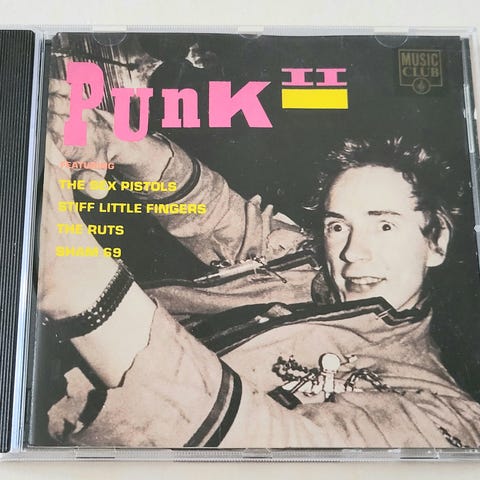 PUnK II
MUSIC
CLUB
FEATURING
THE SEX PISTOLS
STIFF LITTLE FINGERS
THE RUTS
SHAM 69